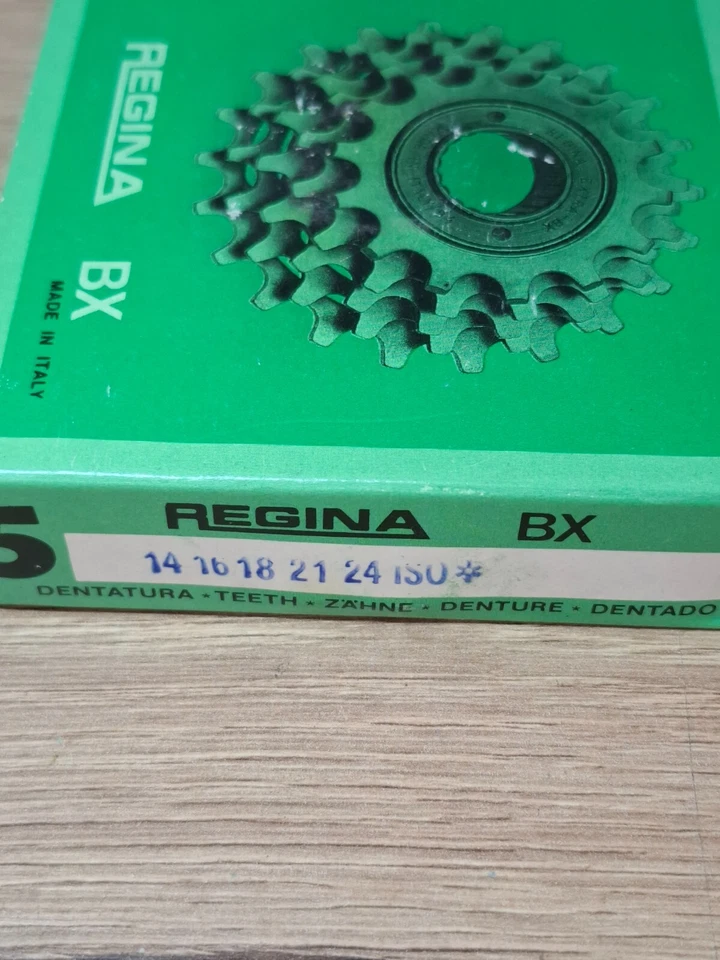 REGINA BX
MADE IN ITALY
5
REGINA BX
14 16 18 21 24 ISO*
DENTATURA * TEETH * ZÄHNE * DENTURE * DENTADO